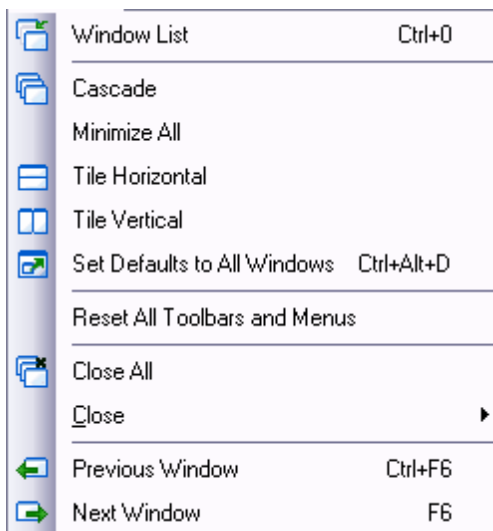 Window List Ctrl+0
Cascade
Minimize All
Tile Horizontal
Tile Vertical
Set Defaults to All Windows Ctrl+Alt+D
Reset All Toolbars and Menus
Close All
Close
Previous Window Ctrl+F6
Next Window F6